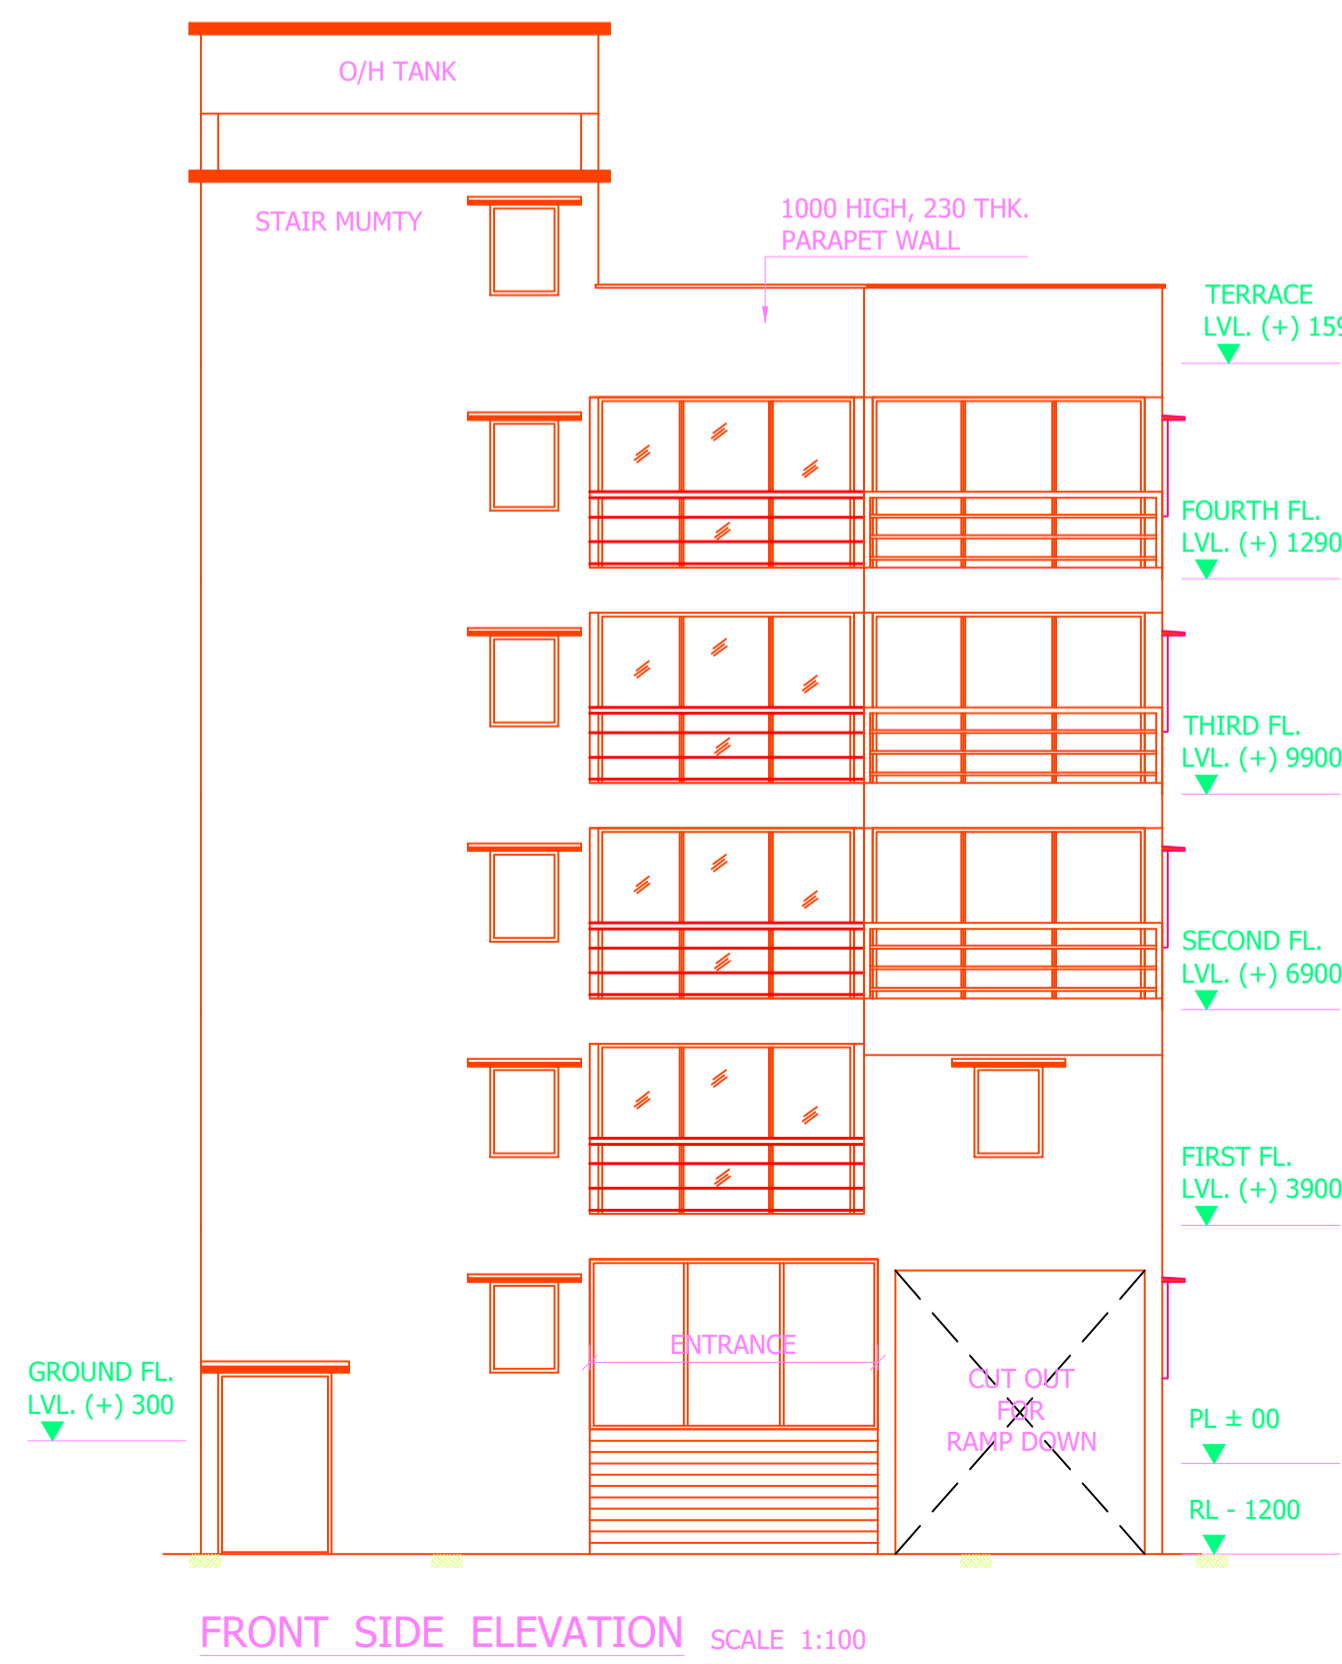 O/H TANK
STAIR MUMTY
1000 HIGH, 230 THK.
PARAPET WALL
TERRACE
LVL. (+) 159
FOURTH FL.
LVL. (+) 1290
THIRD FL.
LVL. (+) 9900
SECOND FL.
LVL. (+) 6900
FIRST FL.
LVL. (+) 3900
GROUND FL.
LVL. (+) 300
ENTRANCE
CUT OUT
FOR
RAMP DOWN
PL ± 00
RL - 1200
FRONT SIDE ELEVATION SCALE 1:100